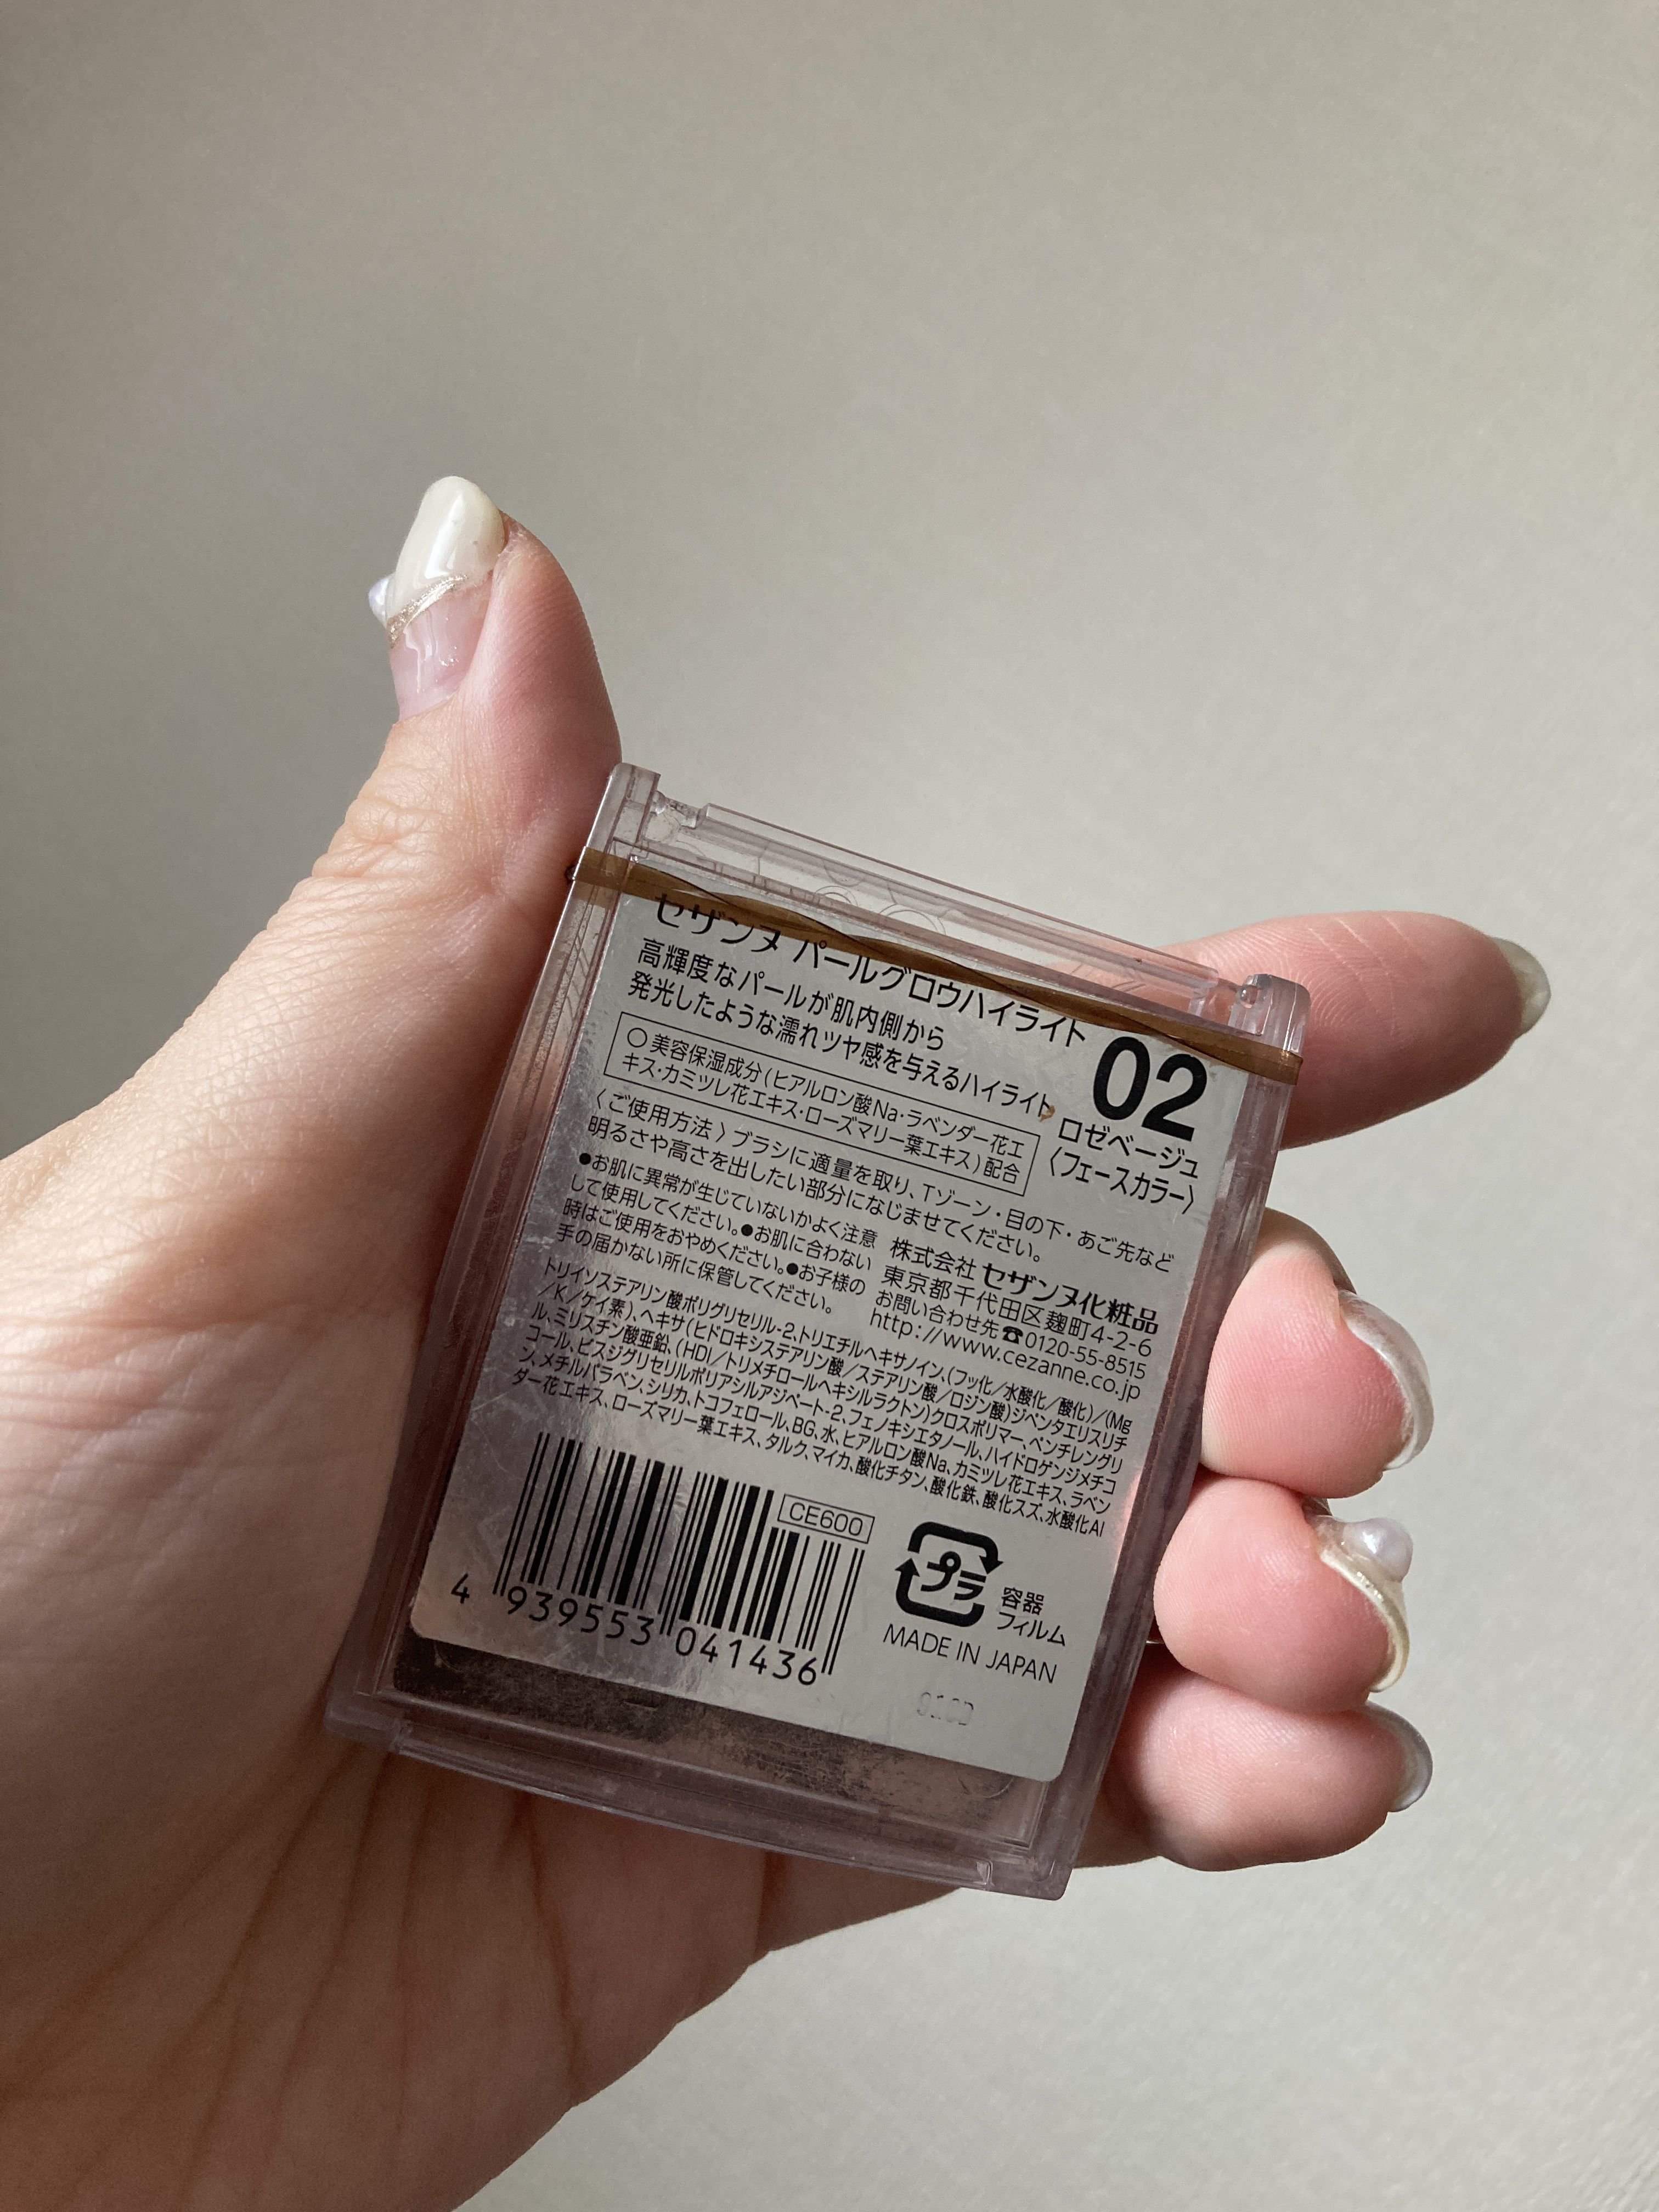 セザンヌ パールグロウハイライト
高輝度なパールが肌内側から
発光したような濡れツヤ感を与えるハイライト
02
ロゼベージュ
〈フェースカラー〉
○美容保湿成分(ヒアルロン酸Na・ラベンダー花エ
キス・カミツレ花エキス・ローズマリー葉エキス)配合
〈ご使用方法〉ブラシに適量を取り、Tゾーン・目の下・あご先など
明るさや高さを出したい部分になじませてください。
●お肌に異常が生じていないかよく注意
して使用してください。●お肌に合わない
時はご使用をおやめください。●お子様の
手の届かない所に保管してください。
株式会社 セザンヌ化粧品
東京都千代田区麹町4-2-6
お問い合わせ先☎0120-55-8515
http://www.cezanne.co.jp
トリイソステアリン酸ポリグリセリル-2、トリエチルヘキサノイン、(フッ化/水酸化/酸化)/(Mg
/K/ケイ素)、ヘキサ(ヒドロキシステアリン酸/ステアリン酸/ロジン酸)ジペンタエリスリチ
ル、ミリスチン酸亜鉛、(HDI/トリメチロールヘキシルラクトン)クロスポリマー、ペンチレングリ
コール、ビスジグリセリルポリアシルアジペート-2、フェノキシエタノール、ハイドロゲンジメチコ
ン、メチルパラベン、シリカ、トコフェロール、BG、水、ヒアルロン酸Na、カミツレ花エキス、ラベン
ダー花エキス、ローズマリー葉エキス、タルク、マイカ、酸化チタン、酸化鉄、酸化スズ、水酸化Al
CE600
4 939553 041436
プラ
容器
フィルム
MADE IN JAPAN